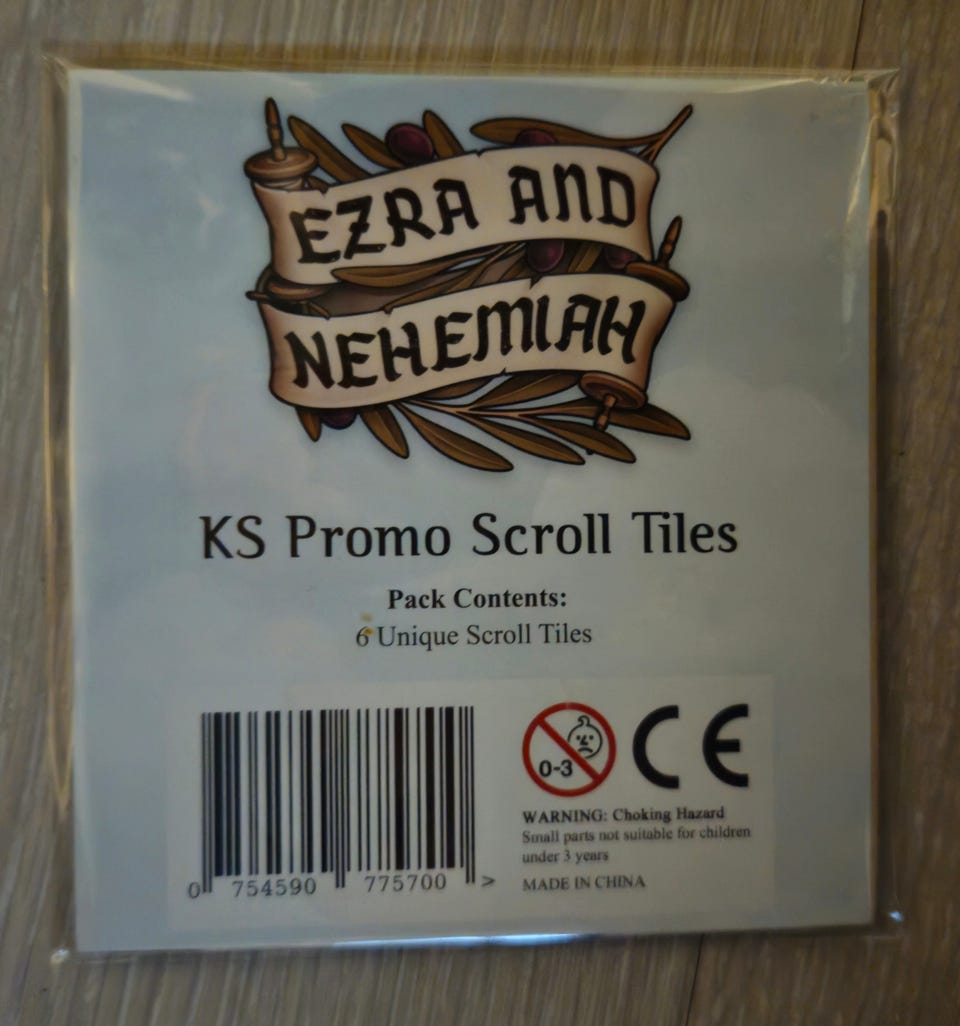 EZRA AND
NEHEMIAH
KS Promo Scroll Tiles
Pack Contents:
6 Unique Scroll Tiles
0-3
CE
WARNING: Choking Hazard
Small parts not suitable for children
under 3 years
MADE IN CHINA
0 754590 775700 >